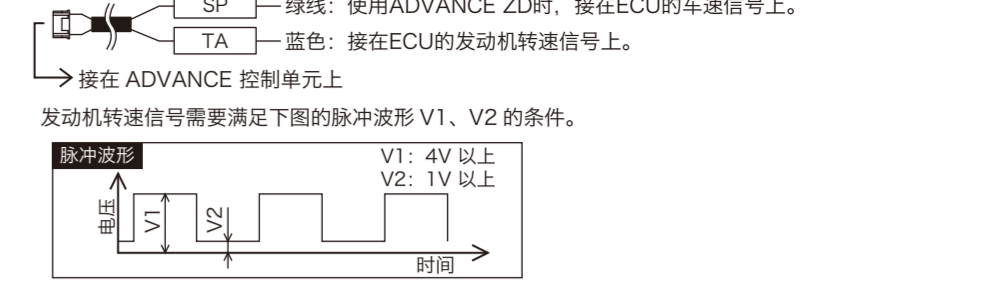 SP 绿线：使用ADVANCE ZD时，接在ECU的车速信号上。
TA 蓝色：接在ECU的发动机转速信号上。
接在 ADVANCE 控制单元上
发动机转速信号需要满足下图的脉冲波形 V1、V2 的条件。
脉冲波形
V1：4V 以上
V2：1V 以上
电压
V1
V2
时间